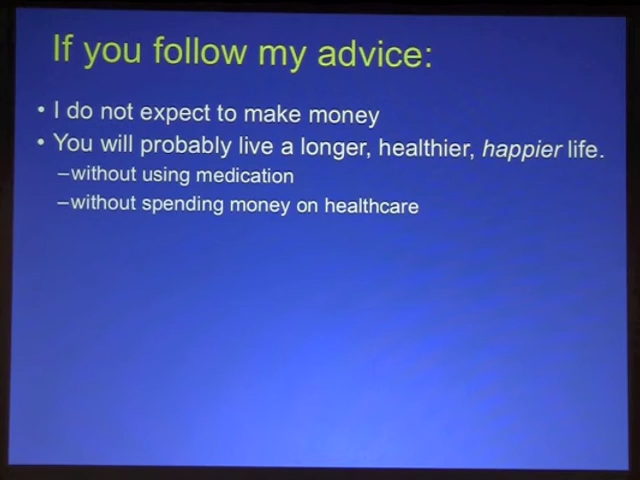 If you follow my advice:
• I do not expect to make money
• You will probably live a longer, healthier, happier life.
–without using medication
–without spending money on healthcare